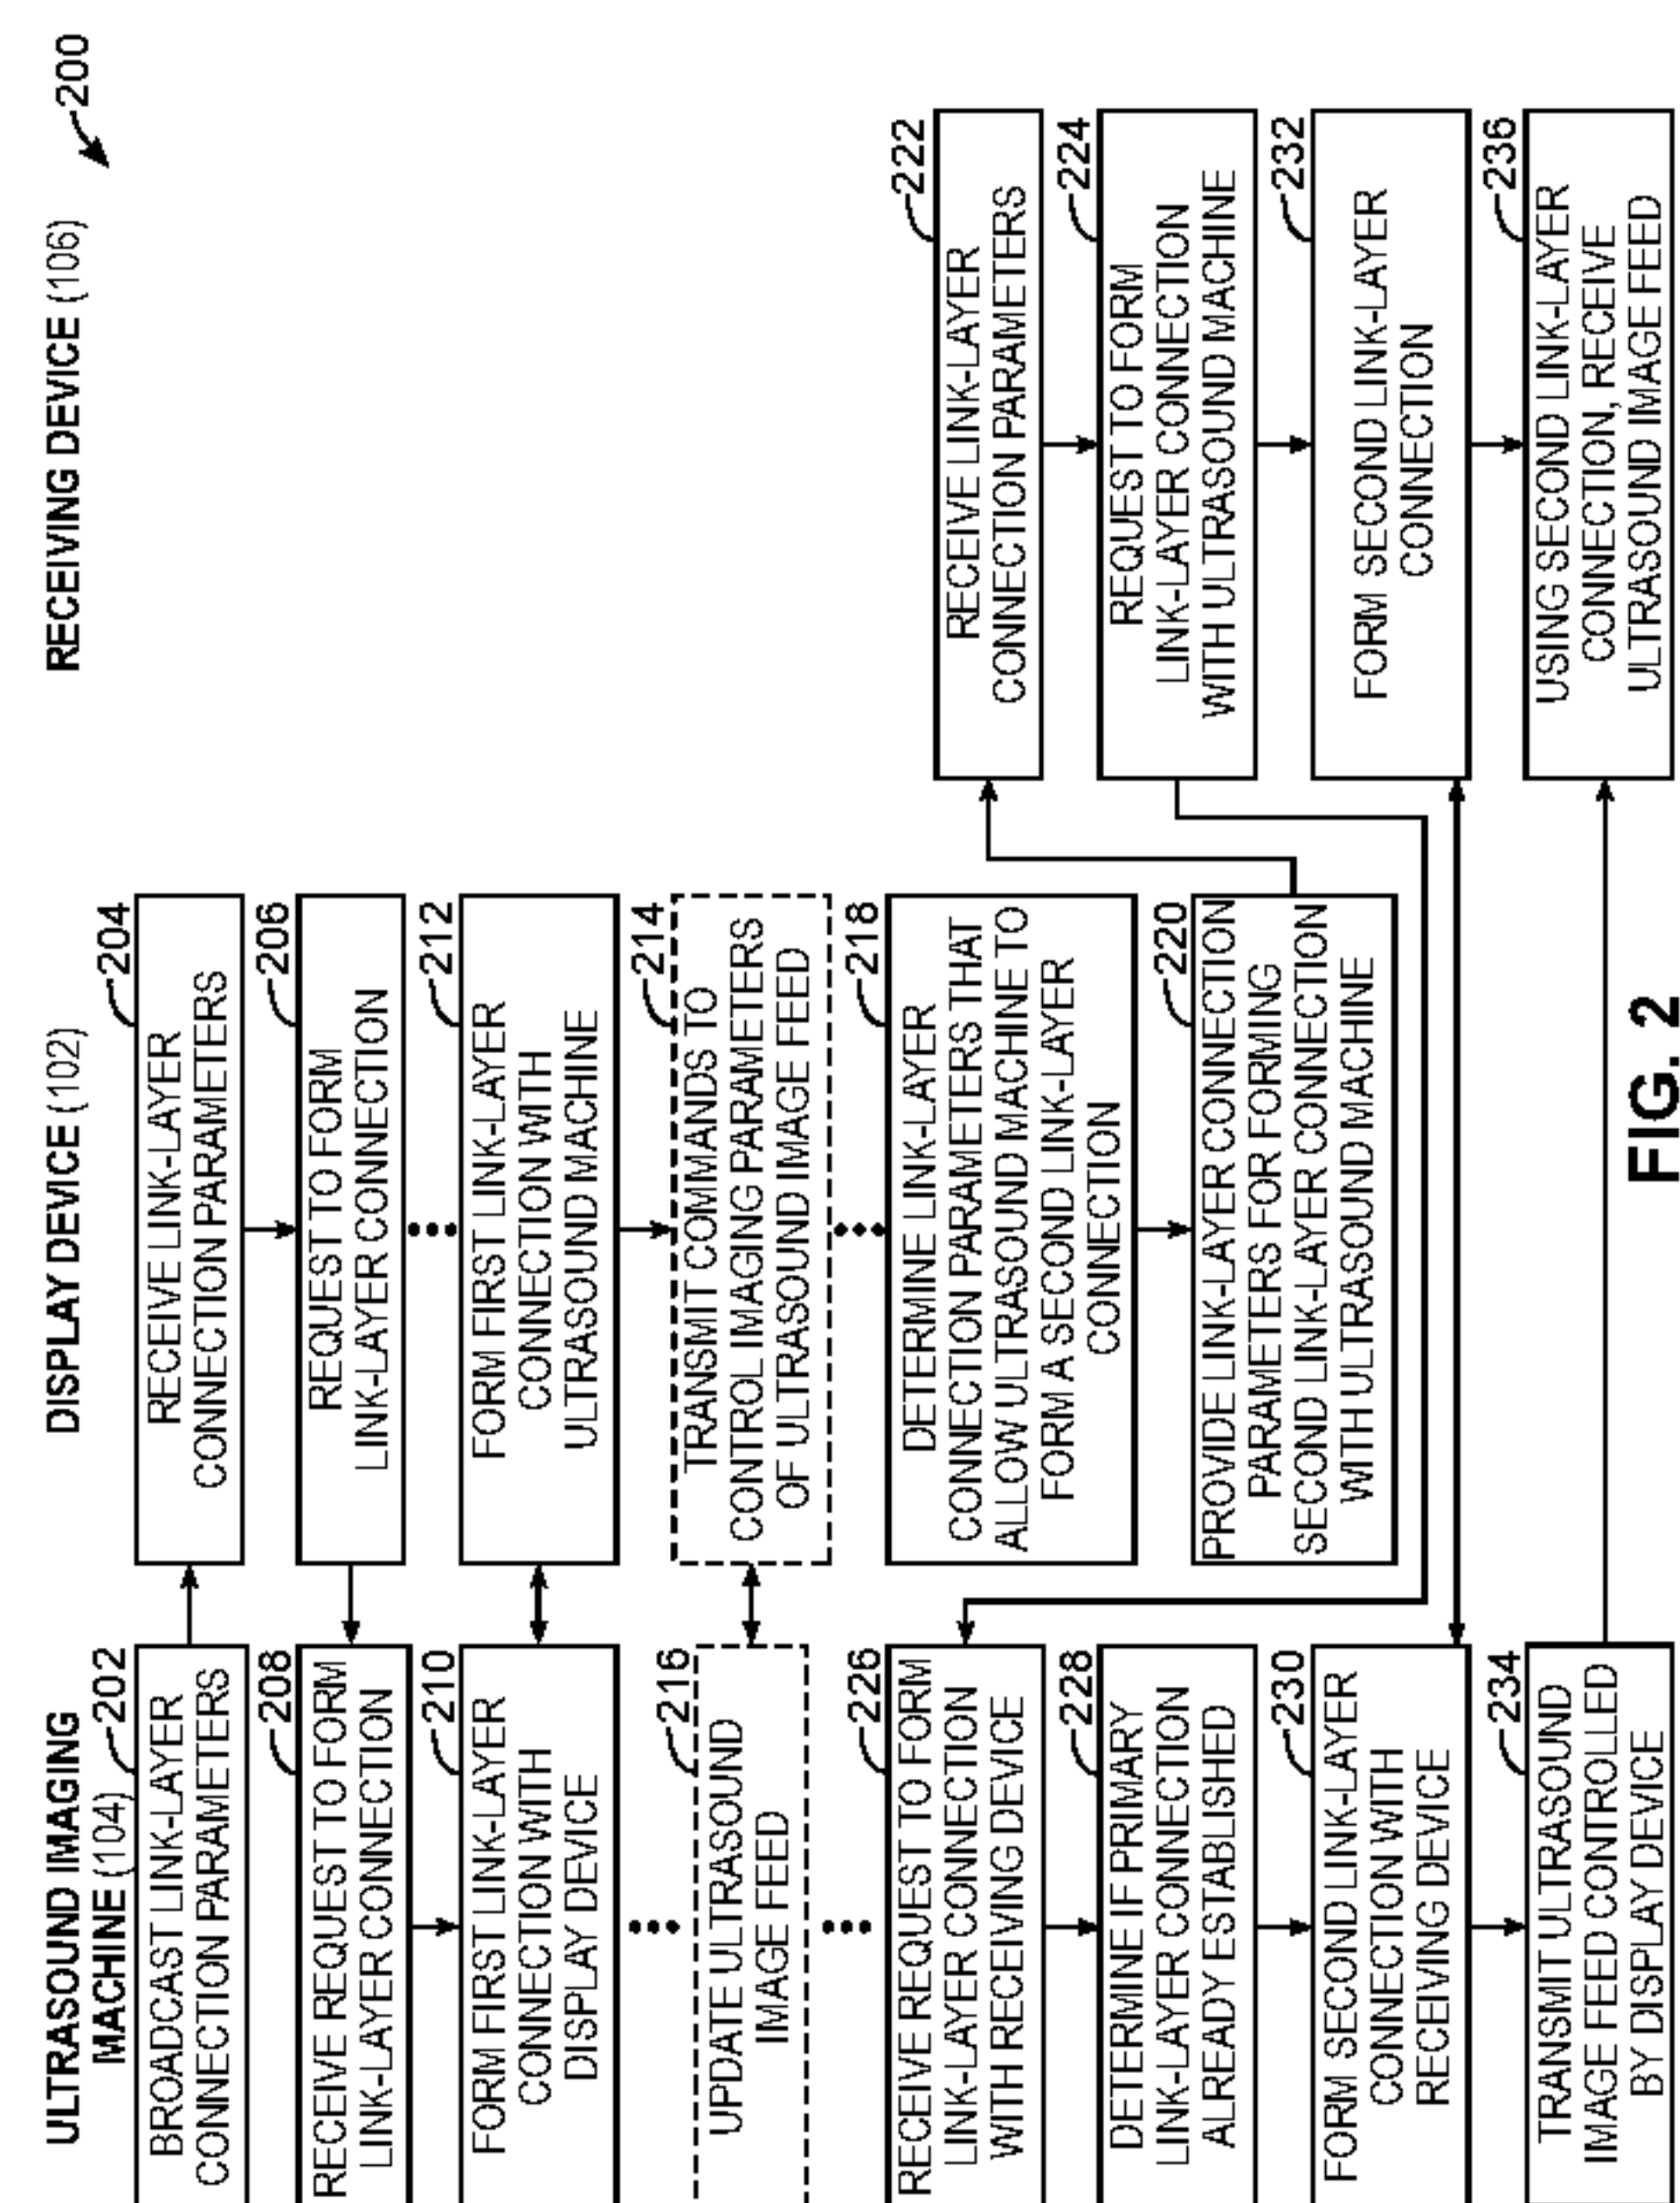 200
ULTRASOUND IMAGING
MACHINE (104)
DISPLAY DEVICE (102)
RECEIVING DEVICE (106)
202
BROADCAST LINK-LAYER
CONNECTION PARAMETERS
204
RECEIVE LINK-LAYER
CONNECTION PARAMETERS
206
REQUEST TO FORM
LINK-LAYER CONNECTION
208
RECEIVE REQUEST TO FORM
LINK-LAYER CONNECTION
210
FORM FIRST LINK-LAYER
CONNECTION WITH
DISPLAY DEVICE
212
FORM FIRST LINK-LAYER
CONNECTION WITH
ULTRASOUND MACHINE
214
TRANSMIT COMMANDS TO
CONTROL IMAGING PARAMETERS
OF ULTRASOUND IMAGE FEED
216
UPDATE ULTRASOUND
IMAGE FEED
218
DETERMINE LINK-LAYER
CONNECTION PARAMETERS THAT
ALLOW ULTRASOUND MACHINE TO
FORM A SECOND LINK-LAYER
CONNECTION
220
PROVIDE LINK-LAYER CONNECTION
PARAMETERS FOR FORMING
SECOND LINK-LAYER CONNECTION
WITH ULTRASOUND MACHINE
222
RECEIVE LINK-LAYER
CONNECTION PARAMETERS
224
REQUEST TO FORM
LINK-LAYER CONNECTION
WITH ULTRASOUND MACHINE
226
RECEIVE REQUEST TO FORM
LINK-LAYER CONNECTION
WITH RECEIVING DEVICE
228
DETERMINE IF PRIMARY
LINK-LAYER CONNECTION
ALREADY ESTABLISHED
230
FORM SECOND LINK-LAYER
CONNECTION WITH
RECEIVING DEVICE
232
FORM SECOND LINK-LAYER
CONNECTION
234
TRANSMIT ULTRASOUND
IMAGE FEED CONTROLLED
BY DISPLAY DEVICE
236
USING SECOND LINK-LAYER
CONNECTION, RECEIVE
ULTRASOUND IMAGE FEED
FIG. 2